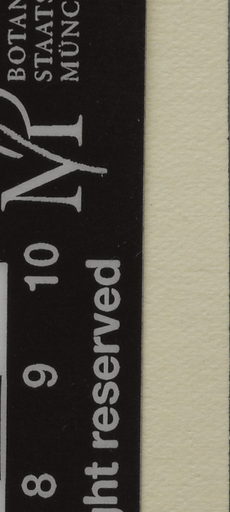 BOTAN
STAATS
MÜNC
M
8 9 10
ght reserved